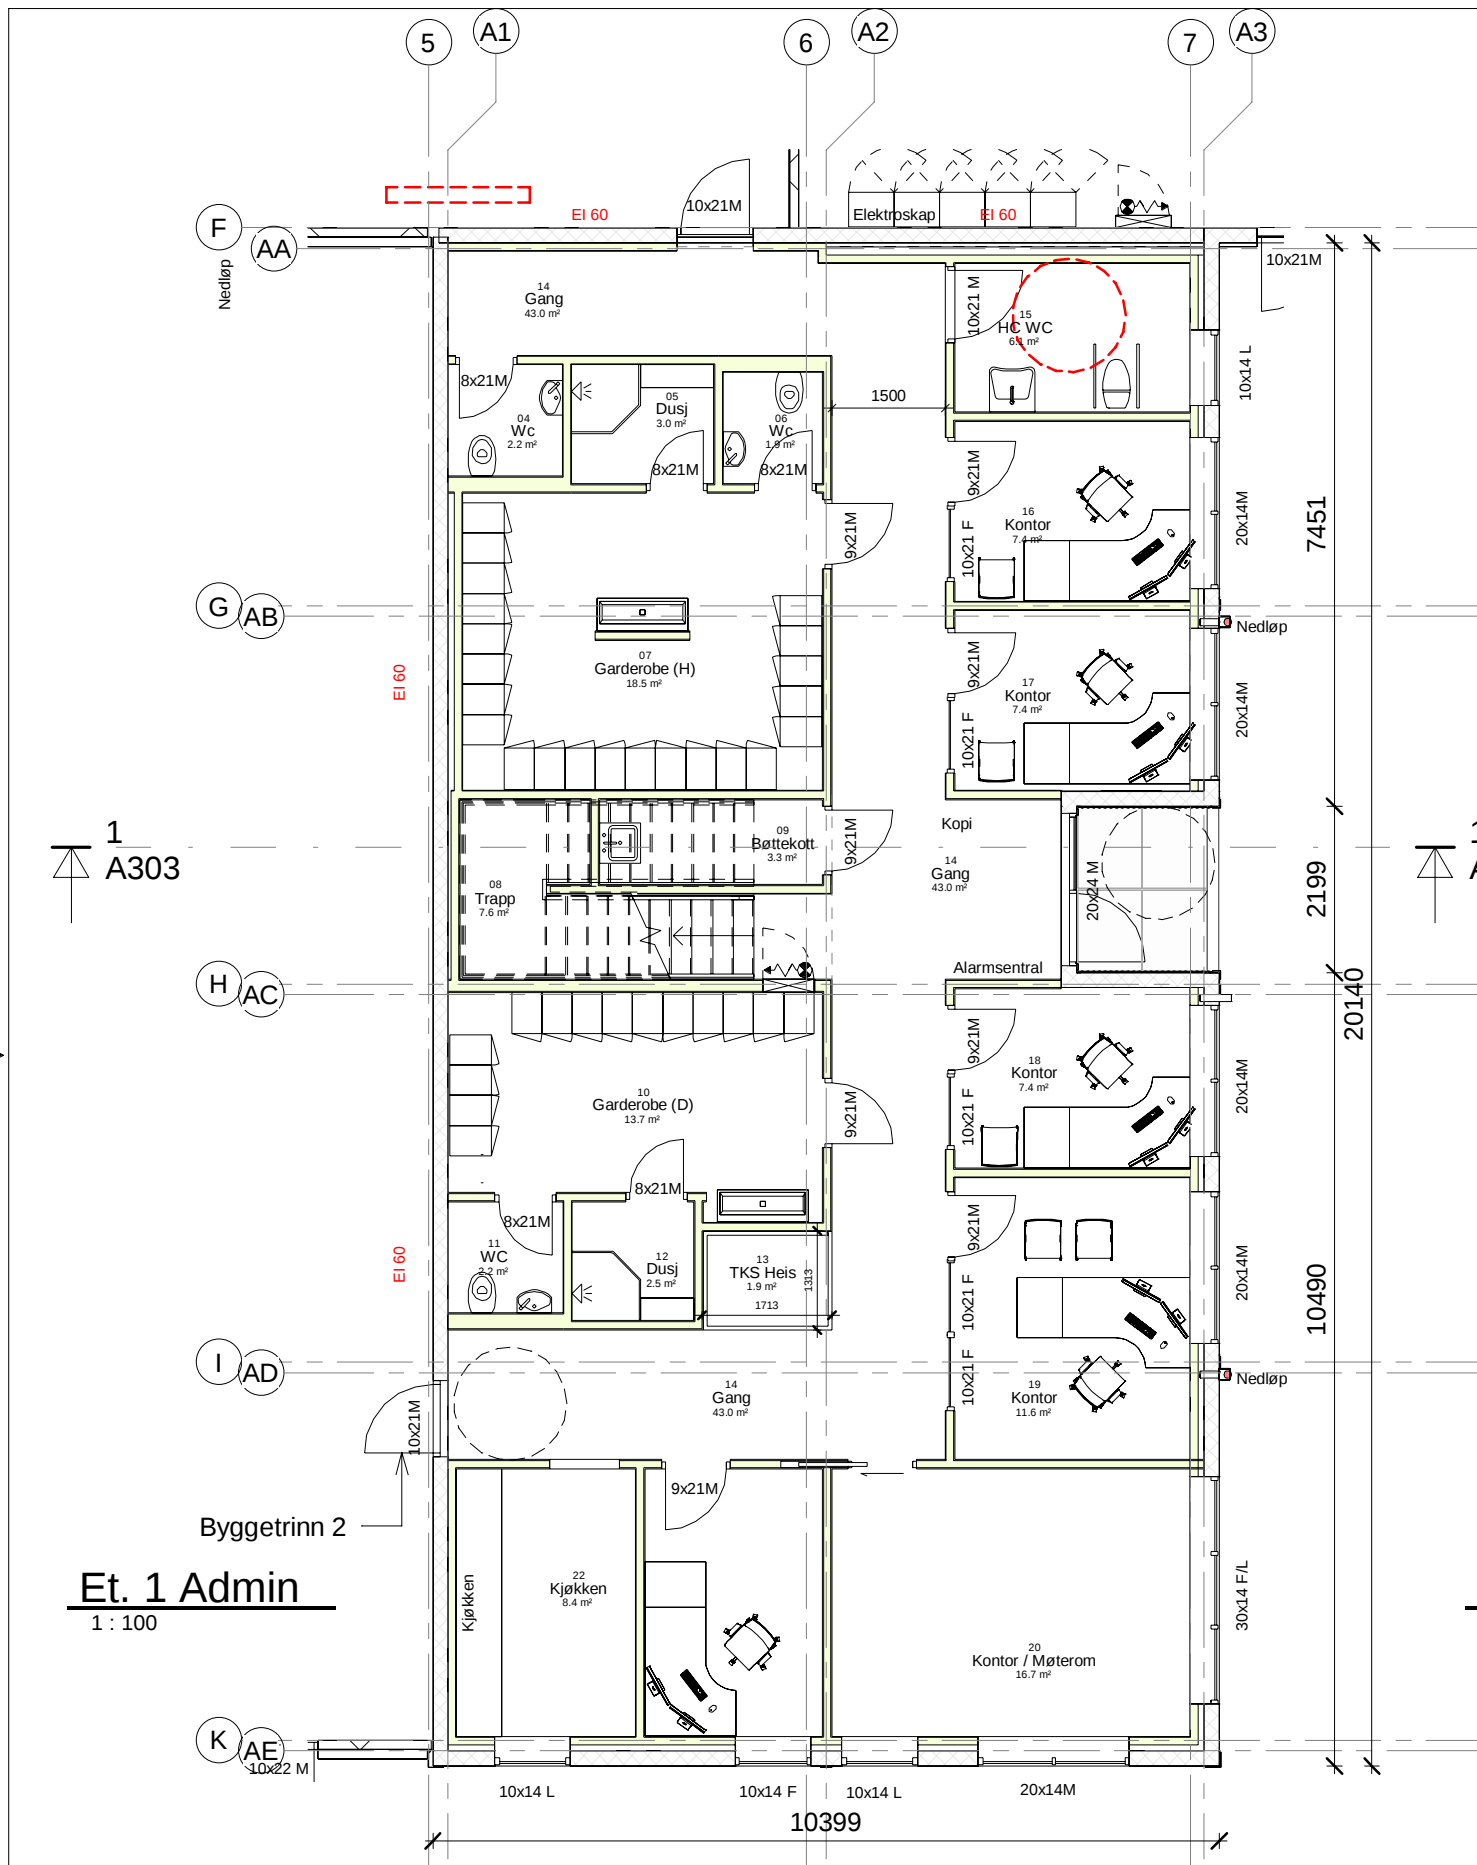 5
A1
6
A2
7
A3
F
AA
Nedløp
EI 60
10x21M
Elektroskap
EI 60
10x21M
14
Gang
43.0 m²
10x21 M
15
HC WC
6.1 m²
10x14 L
8x21M
04
Wc
2.2 m²
05
Dusj
3.0 m²
8x21M
06
Wc
1.9 m²
8x21M
1500
9x21M
9x21M
16
Kontor
7.4 m²
10x21 F
20x14M
7451
G
AB
Nedløp
EI 60
07
Garderobe (H)
18.5 m²
9x21M
17
Kontor
7.4 m²
10x21 F
20x14M
1
A303
09
Bøttekott
3.3 m²
9x21M
Kopi
08
Trapp
7.6 m²
14
Gang
43.0 m²
20x24 M
2199
1
Alarmsentral
H
AC
20140
10
Garderobe (D)
13.7 m²
9x21M
9x21M
18
Kontor
7.4 m²
10x21 F
20x14M
8x21M
8x21M
11
WC
2.2 m²
12
Dusj
2.5 m²
13
TKS Heis
1.9 m²
1713
1313
EI 60
9x21M
10x21 F
10x21 F
20x14M
10490
I
AD
Nedløp
19
Kontor
11.6 m²
14
Gang
43.0 m²
10x21M
9x21M
Byggetrinn 2
Et. 1 Admin
1 : 100
Kjøkken
22
Kjøkken
8.4 m²
20
Kontor / Møterom
16.7 m²
30x14 F/L
K
AE
10x22 M
10x14 L
10x14 F
10x14 L
20x14M
10399